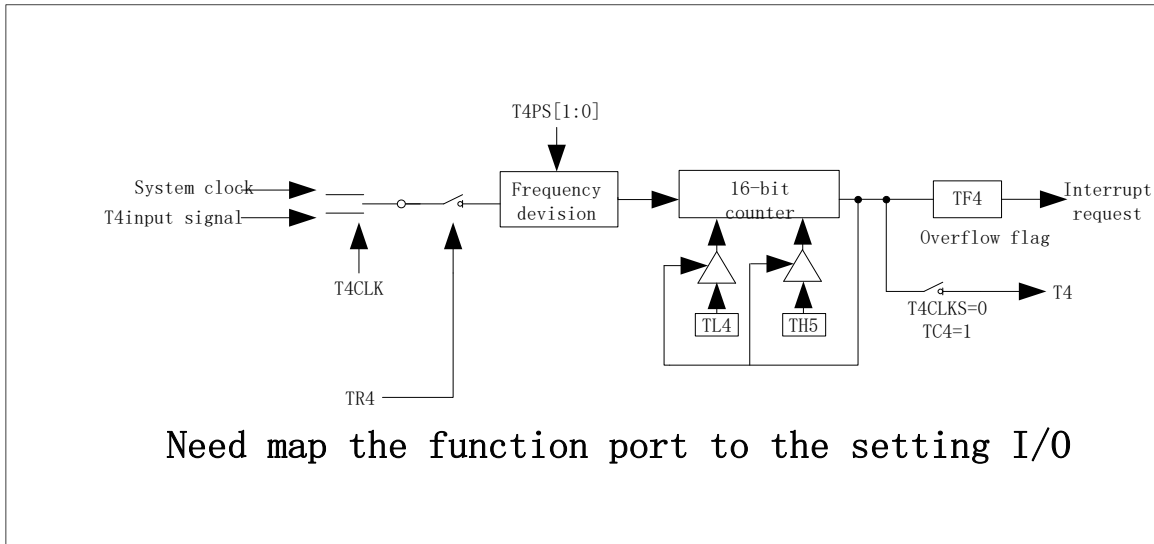 T4PS[1:0]
System clock
T4input signal
T4CLK
Frequency
devision
16-bit
counter
TL4
TH5
TF4
Overflow flag
Interrupt
request
T4CLKS=0
TC4=1
T4
TR4
Need map the function port to the setting I/O